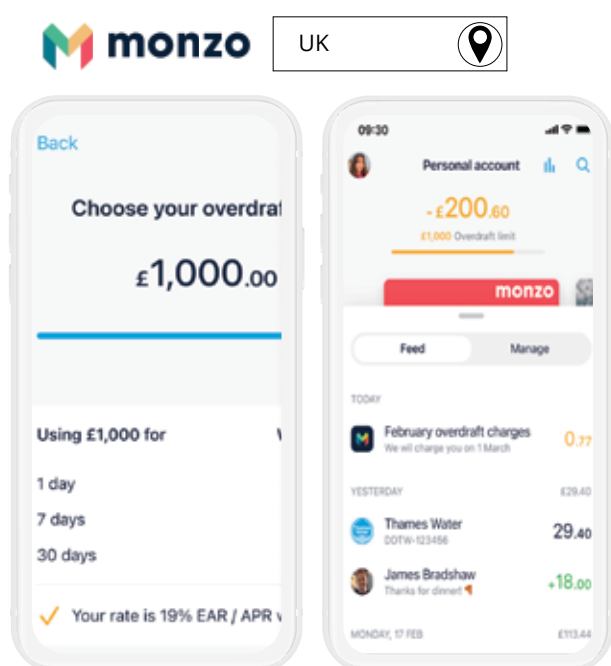 monzo
UK
Back
Choose your overdraf
£1,000.00
Using £1,000 for
1 day
7 days
30 days
Your rate is 19% EAR / APR v
09:30
Personal account
- £200.60
£1,000 Overdraft limit
monzo
Feed Manage
TODAY
February overdraft charges 0.77
We will charge you on 1 March
YESTERDAY £29.40
Thames Water 29.40
DDTW-123456
James Bradshaw +18.00
Thanks for dinner!
MONDAY, 17 FEB £113.44